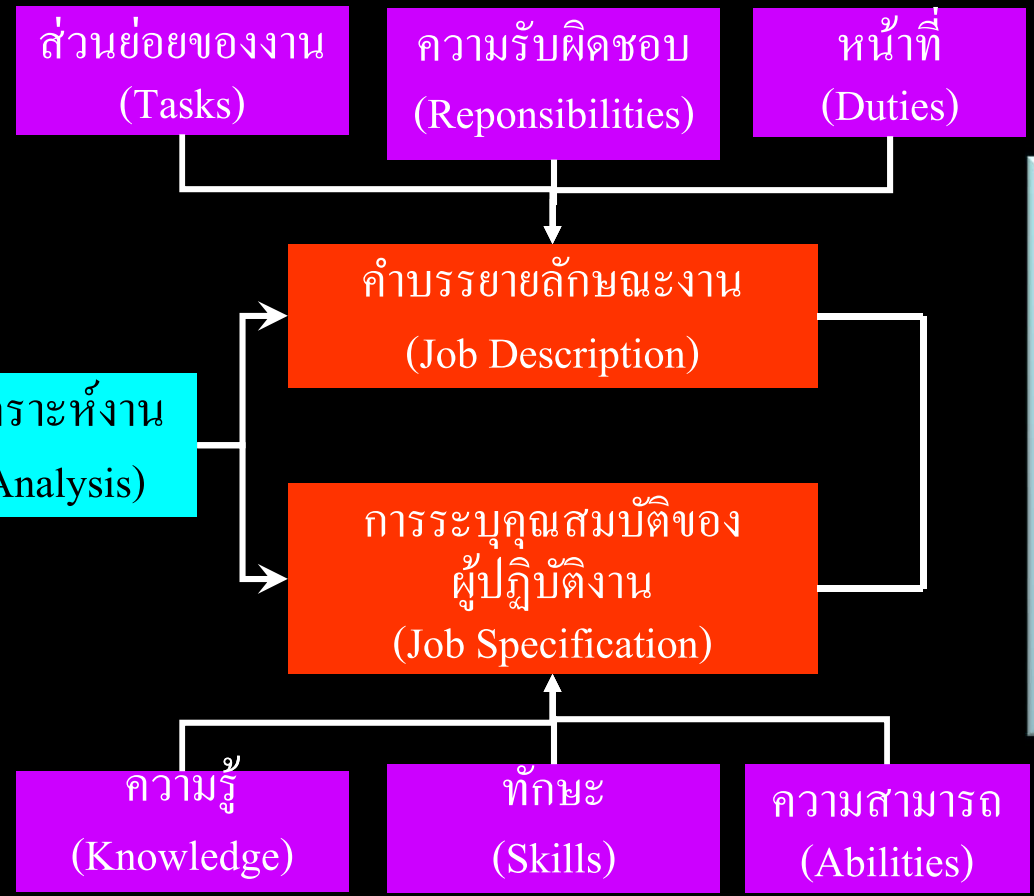 ส่วนย่อยของงาน
(Tasks)
ความรับผิดชอบ
(Reponsibilities)
หน้าที่
(Duties)
คำบรรยายลักษณะงาน
(Job Description)
คราะห์งาน
Analysis)
การระบุคุณสมบัติของ
ผู้ปฏิบัติงาน
(Job Specification)
ความรู้
(Knowledge)
ทักษะ
(Skills)
ความสามารถ
(Abilities)